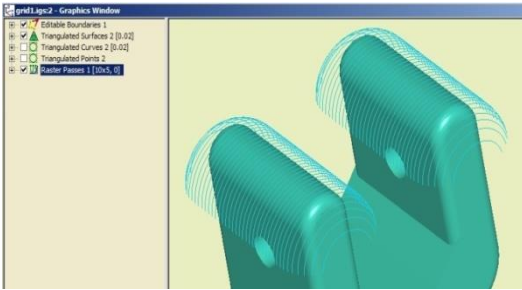 grid1.igs:2 - Graphics Window
Editable Boundaries 1
Triangulated Surfaces 2 [0.02]
Triangulated Curves 2 [0.02]
Triangulated Points 2
Raster Passes 1 [10x5, 0]